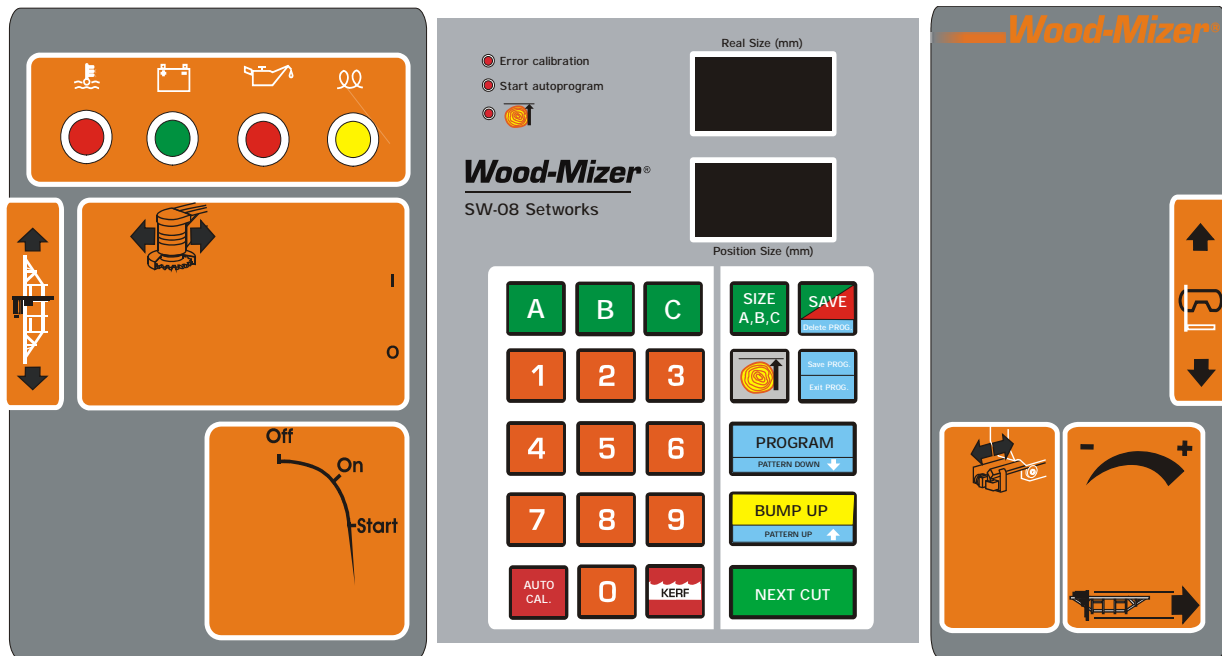 I
O
Off
On
Start
Error calibration
Start autoprogram
Wood-Mizer®
SW-08 Setworks
Real Size (mm)
Position Size (mm)
A B C
1 2 3
4 5 6
7 8 9
AUTO CAL. 0 KERF
SIZE
A,B,C
SAVE
Delete PROG.
Save PROG.
Exit PROG.
PROGRAM
PATTERN DOWN
BUMP UP
PATTERN UP
NEXT CUT
Wood-Mizer®
- +